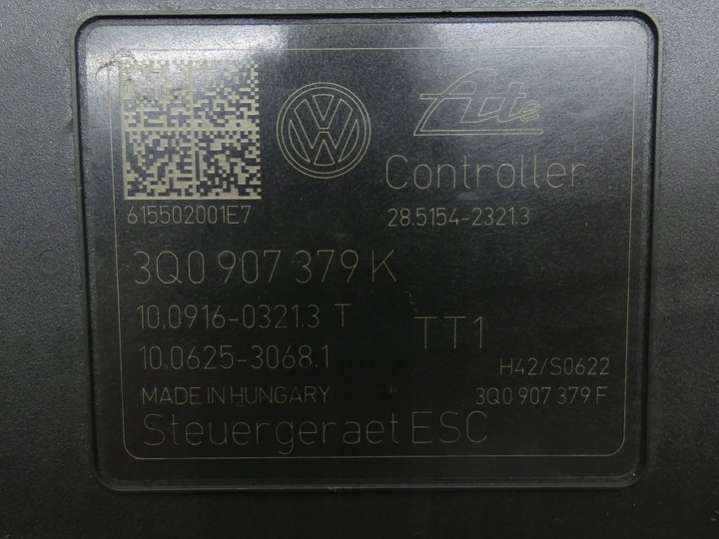 Ate
Controller
615502001E7
28.5154-2321.3
3Q0 907 379 K
10.0916-0321.3 T
TT1
10.0625-3068.1
H42/S0622
MADE IN HUNGARY
3Q0 907 379 F
Steuergeraet ESC